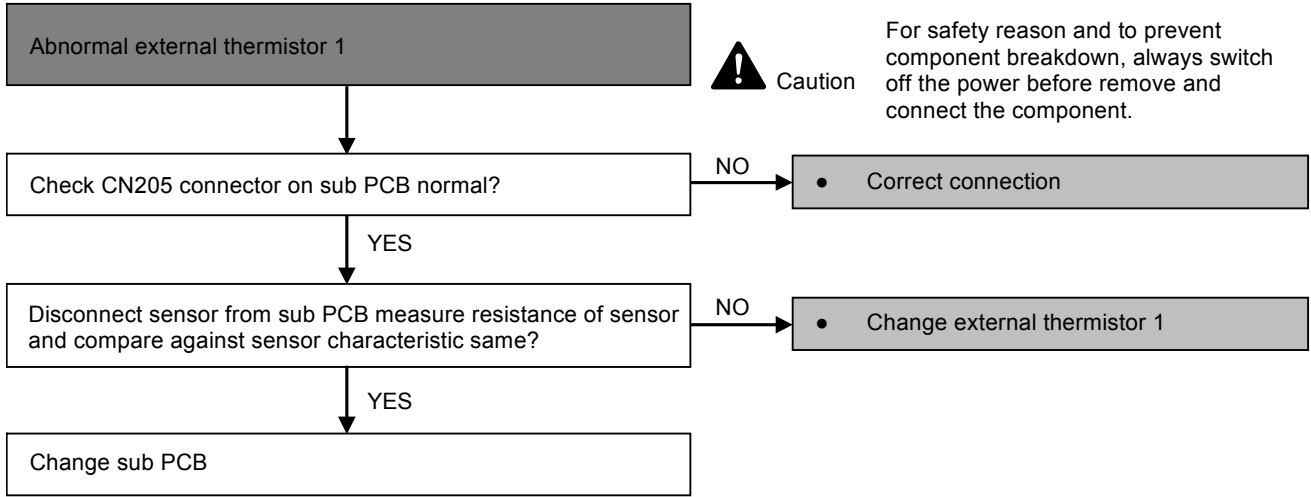 Abnormal external thermistor 1
Caution
For safety reason and to prevent
component breakdown, always switch
off the power before remove and
connect the component.
Check CN205 connector on sub PCB normal?
NO
● Correct connection
YES
Disconnect sensor from sub PCB measure resistance of sensor
and compare against sensor characteristic same?
NO
● Change external thermistor 1
YES
Change sub PCB